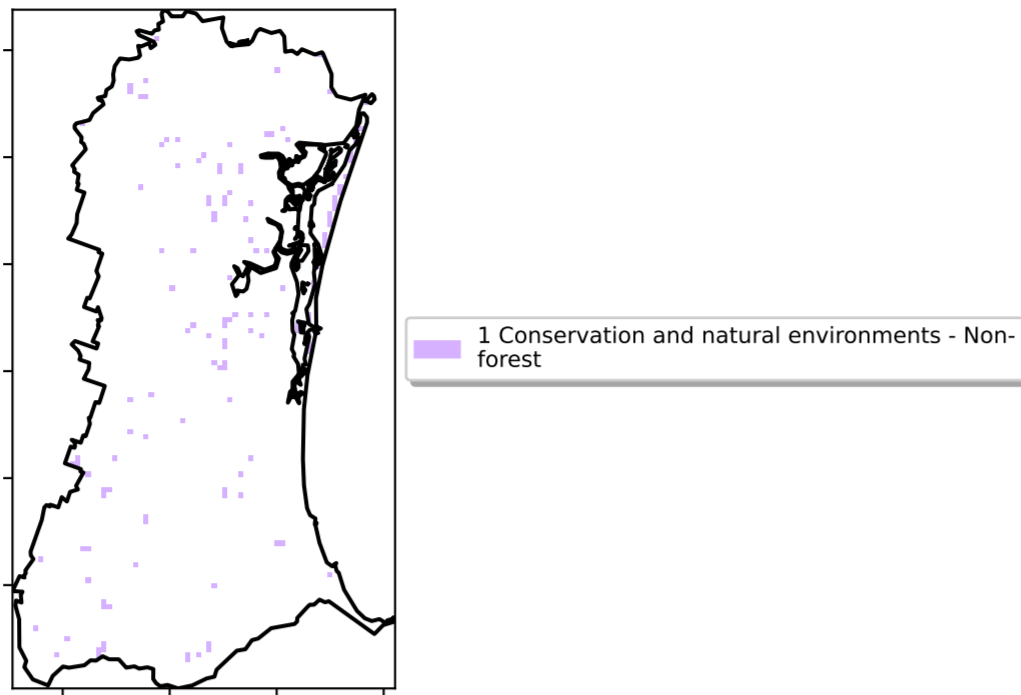 1 Conservation and natural environments - Non-
forest